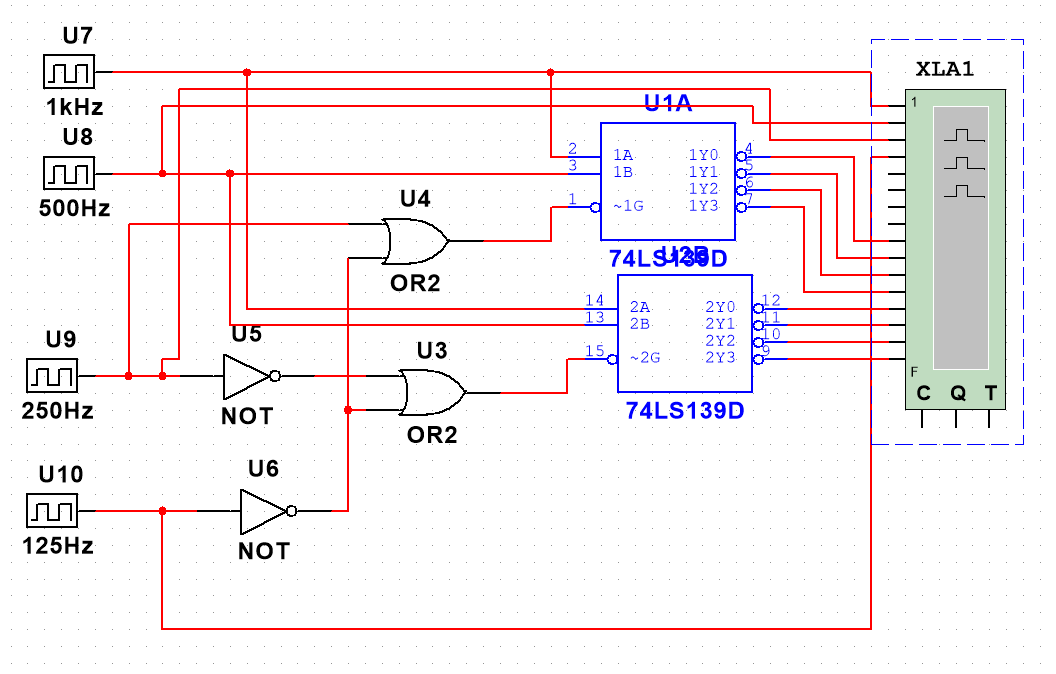 U7
1kHz
U8
500Hz
U9
250Hz
U10
125Hz
U4
OR2
U5
NOT
U3
OR2
U6
NOT
U1A
2 1A 1Y0 4
3 1B 1Y1 5
1Y2 6
1 ~1G 1Y3 7
74LS139D
U2B
14 2A 2Y0 12
13 2B 2Y1 11
2Y2 10
15 ~2G 2Y3 9
74LS139D
XLA1
1
F
C Q T